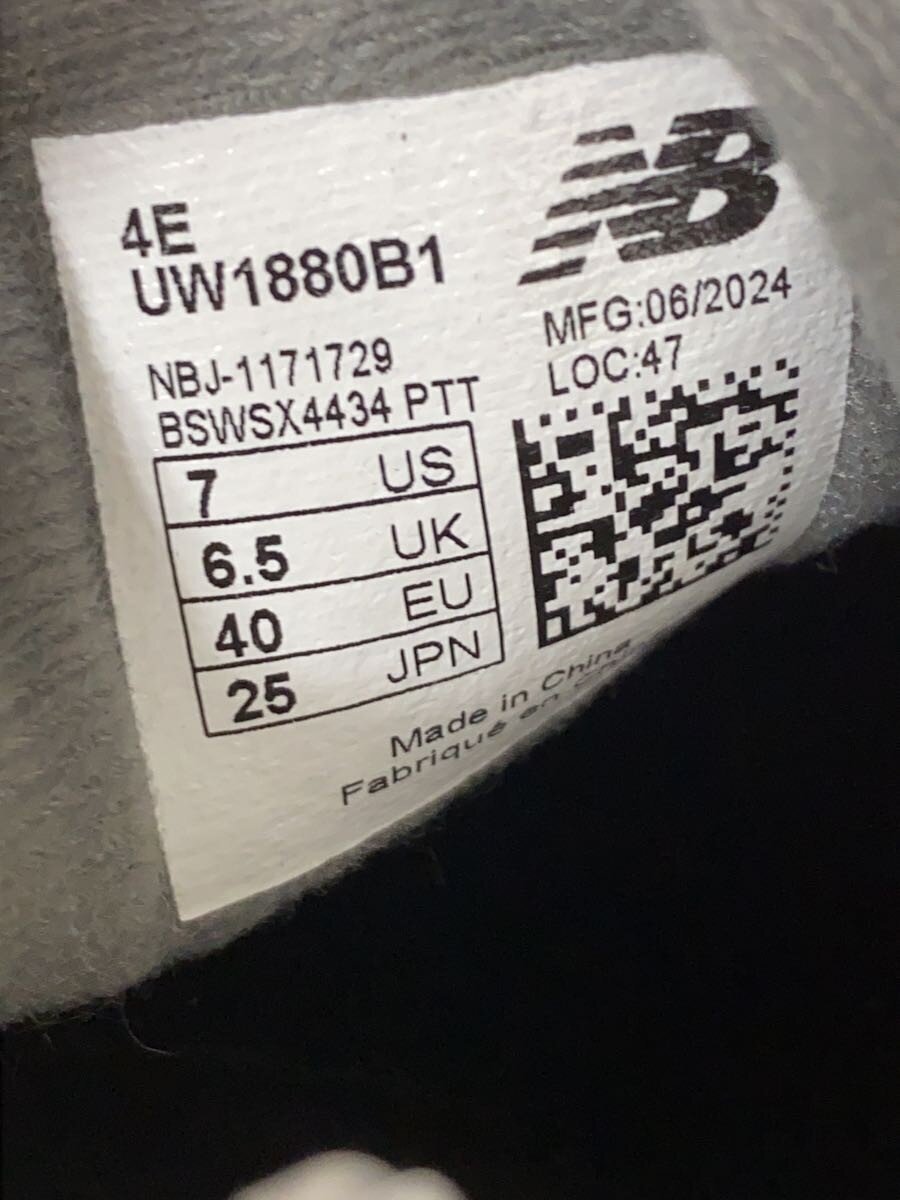 4E
UW1880B1
NB
MFG:06/2024
LOC:47
NBJ-1171729
BSWSX4434 PTT
7 US
6.5 UK
40 EU
25 JPN
Made in China
Fabriqué en